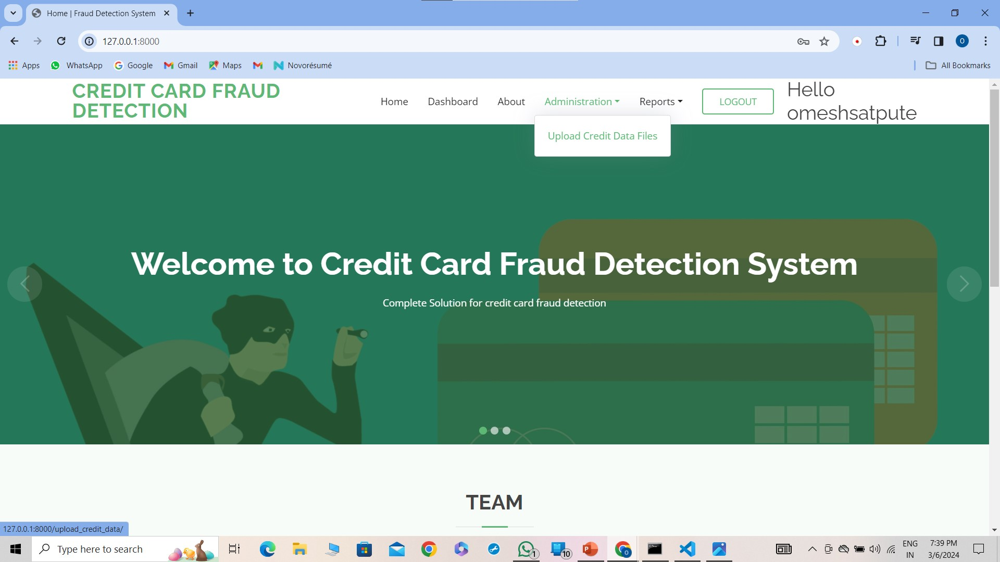 Home | Fraud Detection System
127.0.0.1:8000
O
Apps WhatsApp Google Gmail Maps Novorésumé All Bookmarks
CREDIT CARD FRAUD
DETECTION
Home Dashboard About Administration Reports LOGOUT
Hello
omeshsatpute
Upload Credit Data Files
Welcome to Credit Card Fraud Detection System
Complete Solution for credit card fraud detection
TEAM
127.0.0.1:8000/upload_credit_data/
Type here to search
1
10
ENG
IN
7:39 PM
3/6/2024